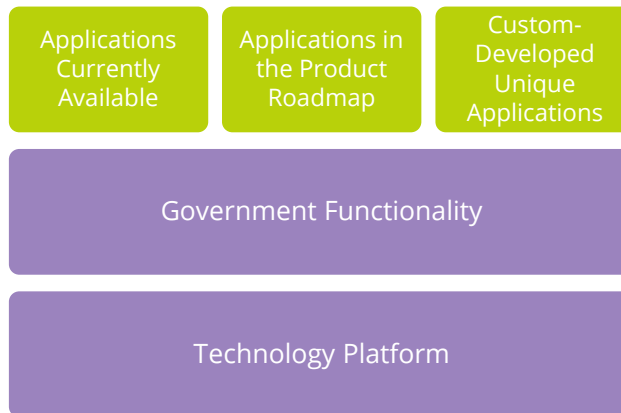 Applications
Currently
Available
Applications in
the Product
Roadmap
Custom-
Developed
Unique
Applications
Government Functionality
Technology Platform